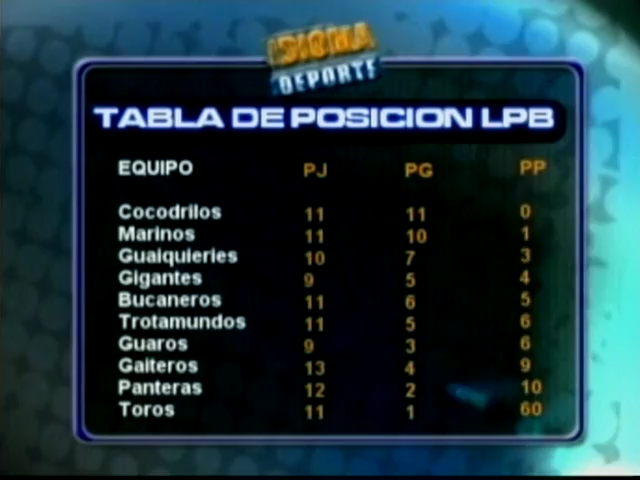 IDIOMA
DEPORTE
TABLA DE POSICION LPB
EQUIPO PJ PG PP
Cocodrilos 11 11 0
Marinos 11 10 1
Guaiquieries 10 7 3
Gigantes 9 5 4
Bucaneros 11 6 5
Trotamundos 11 5 6
Guaros 9 3 6
Gaiteros 13 4 9
Panteras 12 2 10
Toros 11 1 60